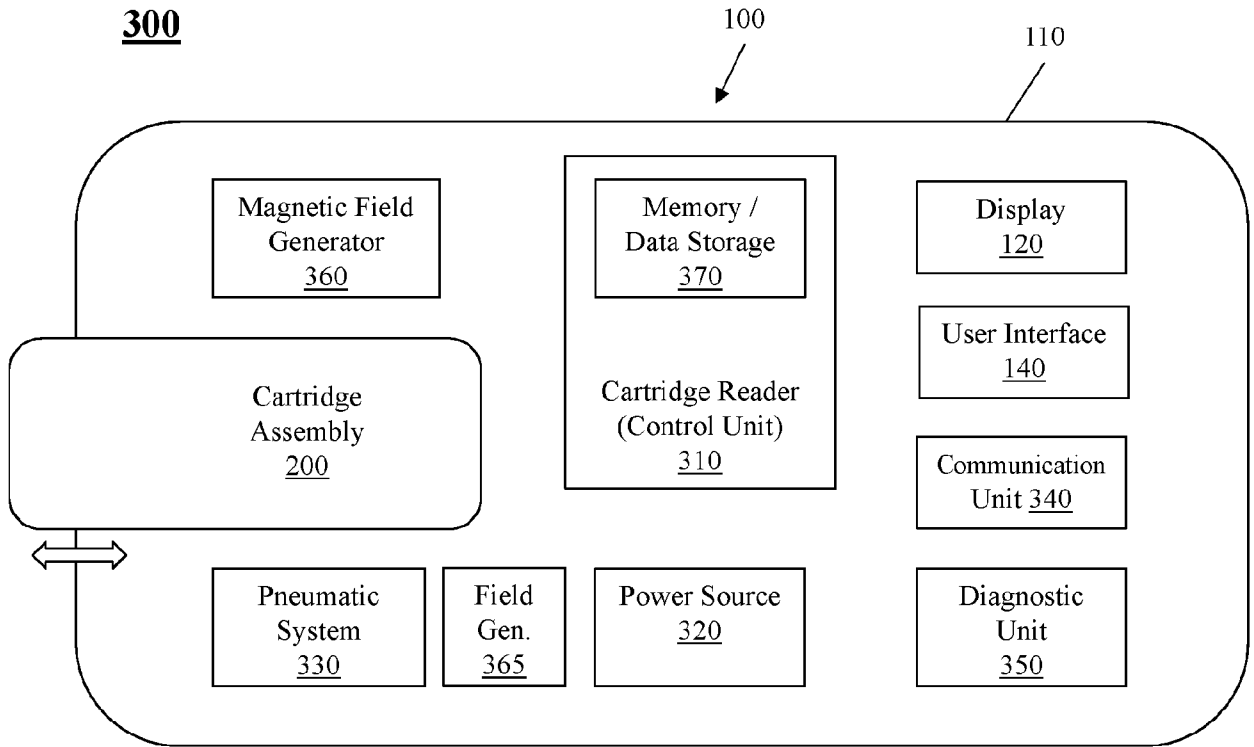 300
100
110
Magnetic Field
Generator
360
Memory /
Data Storage
370
Display
120
User Interface
140
Cartridge
Assembly
200
Cartridge Reader
(Control Unit)
310
Communication
Unit 340
Pneumatic
System
330
Field
Gen.
365
Power Source
320
Diagnostic
Unit
350